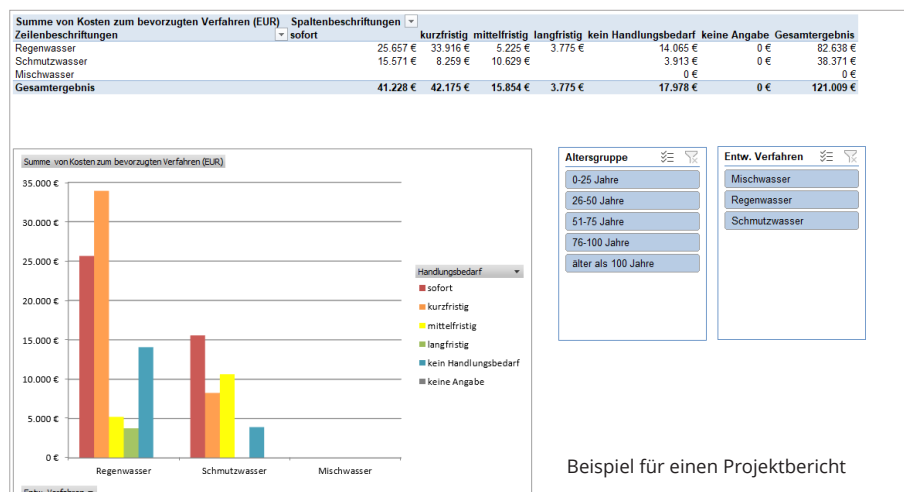 Summe von Kosten zum bevorzugten Verfahren (EUR) Spaltenbeschriftungen
Zeilenbeschriftungen sofort kurzfristig mittelfristig langfristig kein Handlungsbedarf keine Angabe Gesamtergebnis
Regenwasser 25.657 € 33.916 € 5.225 € 3.775 € 14.065 € 0 € 82.638 €
Schmutzwasser 15.571 € 8.259 € 10.629 € 3.913 € 0 € 38.371 €
Mischwasser 0 € 0 €
Gesamtergebnis 41.228 € 42.175 € 15.854 € 3.775 € 17.978 € 0 € 121.009 €
Summe von Kosten zum bevorzugten Verfahren (EUR)
35.000 €
30.000 €
25.000 €
20.000 €
15.000 €
10.000 €
5.000 €
0 €
Regenwasser Schmutzwasser Mischwasser
Entw. Verfahren
Handlungsbedarf
sofort
kurzfristig
mittelfristig
langfristig
kein Handlungsbedarf
keine Angabe
Altersgruppe
0-25 Jahre
26-50 Jahre
51-75 Jahre
76-100 Jahre
älter als 100 Jahre
Entw. Verfahren
Mischwasser
Regenwasser
Schmutzwasser
Beispiel für einen Projektbericht